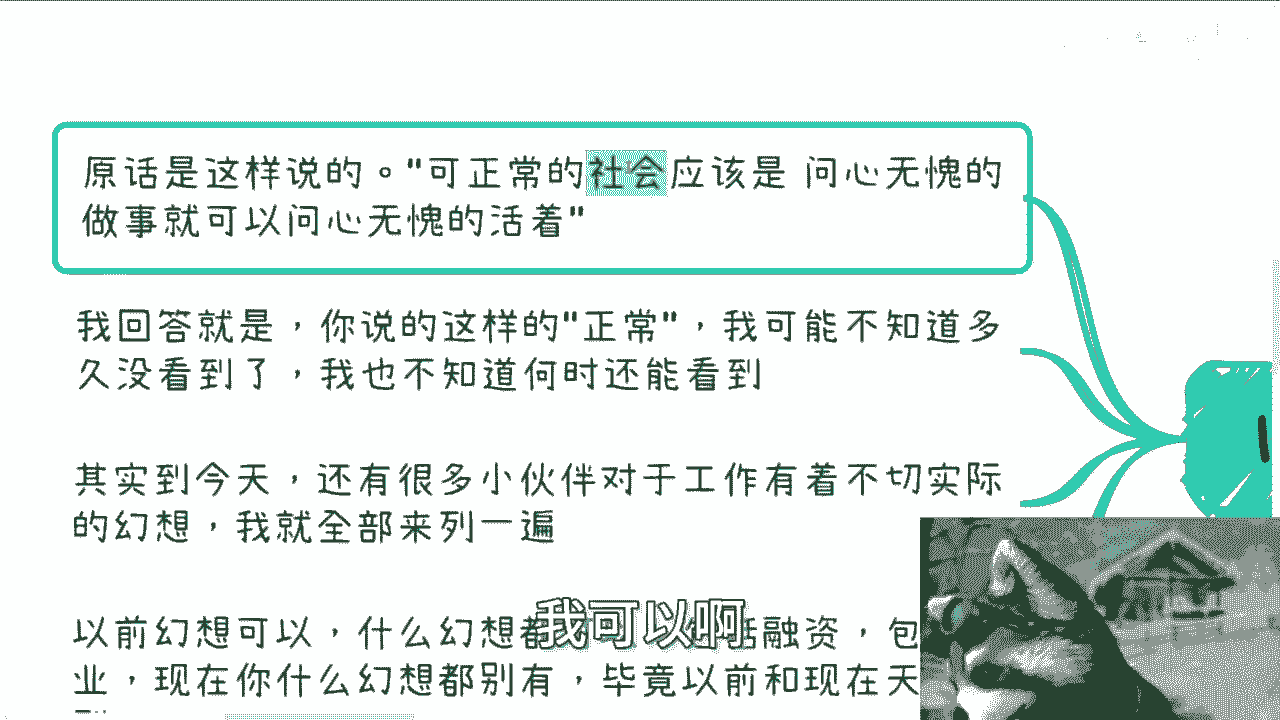 原话是这样说的。"可正常的社会应该是 问心无愧的
做事就可以问心无愧的活着"
我回答就是，你说的这样的"正常"，我可能不知道多
久没看到了，我也不知道何时还能看到
其实到今天，还有很多小伙伴对于工作有着不切实际
的幻想，我就全部来列一遍
以前幻想可以，什么幻想都 融资，包
我可以啊
业，现在你什么幻想都别有，毕竟以前和现在天